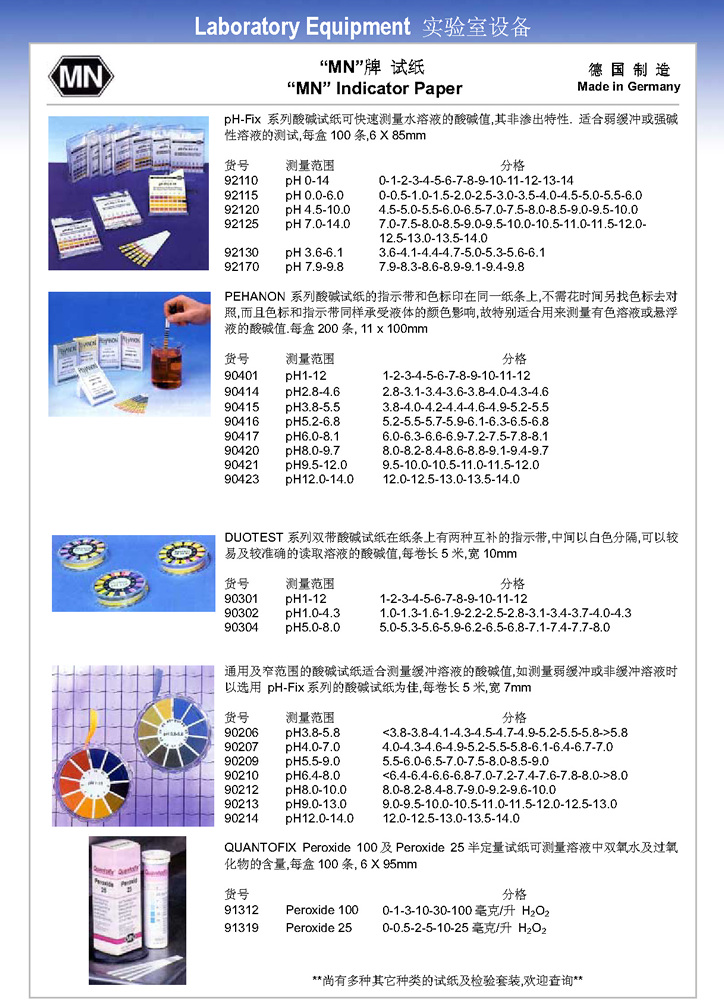 Laboratory Equipment 实验室设备
MN
“MN”牌 试纸
“MN” Indicator Paper
德国制造
Made in Germany
pH-Fix 系列酸碱试纸可快速测量水溶液的酸碱值,其非渗出特性. 适合弱缓冲或强碱
性溶液的测试,每盒 100 条,6 X 85mm
货号 测量范围 分格
92110 pH 0-14 0-1-2-3-4-5-6-7-8-9-10-11-12-13-14
92115 pH 0.0-6.0 0-0.5-1.0-1.5-2.0-2.5-3.0-3.5-4.0-4.5-5.0-5.5-6.0
92120 pH 4.5-10.0 4.5-5.0-5.5-6.0-6.5-7.0-7.5-8.0-8.5-9.0-9.5-10.0
92125 pH 7.0-14.0 7.0-7.5-8.0-8.5-9.0-9.5-10.0-10.5-11.0-11.5-12.0-
12.5-13.0-13.5-14.0
92130 pH 3.6-6.1 3.6-4.1-4.4-4.7-5.0-5.3-5.6-6.1
92170 pH 7.9-9.8 7.9-8.3-8.6-8.9-9.1-9.4-9.8
PEHANON 系列酸碱试纸的指示带和色标印在同一纸条上,不需花时间另找色标去对
照,而且色标和指示带同样承受液体的颜色影响,故特别适合用来测量有色溶液或悬浮
液的酸碱值.每盒 200 条, 11 x 100mm
货号 测量范围 分格
90401 pH1-12 1-2-3-4-5-6-7-8-9-10-11-12
90414 pH2.8-4.6 2.8-3.1-3.4-3.6-3.8-4.0-4.3-4.6
90415 pH3.8-5.5 3.8-4.0-4.2-4.4-4.6-4.9-5.2-5.5
90416 pH5.2-6.8 5.2-5.5-5.7-5.9-6.1-6.3-6.5-6.8
90417 pH6.0-8.1 6.0-6.3-6.6-6.9-7.2-7.5-7.8-8.1
90420 pH8.0-9.7 8.0-8.2-8.4-8.6-8.8-9.1-9.4-9.7
90421 pH9.5-12.0 9.5-10.0-10.5-11.0-11.5-12.0
90423 pH12.0-14.0 12.0-12.5-13.0-13.5-14.0
DUOTEST 系列双带酸碱试纸在纸条上有两种互补的指示带,中间以白色分隔,可以较
易及较准确的读取溶液的酸碱值,每卷长 5 米,宽 10mm
货号 测量范围 分格
90301 pH1-12 1-2-3-4-5-6-7-8-9-10-11-12
90302 pH1.0-4.3 1.0-1.3-1.6-1.9-2.2-2.5-2.8-3.1-3.4-3.7-4.0-4.3
90304 pH5.0-8.0 5.0-5.3-5.6-5.9-6.2-6.5-6.8-7.1-7.4-7.7-8.0
通用及窄范围的酸碱试纸适合测量缓冲溶液的酸碱值,如测量弱缓冲或非缓冲溶液时
以选用 pH-Fix 系列的酸碱试纸为佳,每卷长 5 米,宽 7mm
货号 测量范围 分格
90206 pH3.8-5.8 <3.8-3.8-4.1-4.3-4.5-4.7-4.9-5.2-5.5-5.8->5.8
90207 pH4.0-7.0 4.0-4.3-4.6-4.9-5.2-5.5-5.8-6.1-6.4-6.7-7.0
90209 pH5.5-9.0 5.5-6.0-6.5-7.0-7.5-8.0-8.5-9.0
90210 pH6.4-8.0 <6.4-6.4-6.6-6.8-7.0-7.2-7.4-7.6-7.8-8.0->8.0
90212 pH8.0-10.0 8.0-8.2-8.4-8.7-9.0-9.2-9.6-10.0
90213 pH9.0-13.0 9.0-9.5-10.0-10.5-11.0-11.5-12.0-12.5-13.0
90214 pH12.0-14.0 12.0-12.5-13.0-13.5-14.0
QUANTOFIX Peroxide 100 及 Peroxide 25 半定量试纸可测量溶液中双氧水及过氧
化物的含量,每盒 100 条, 6 X 95mm
货号 分格
91312 Peroxide 100 0-1-3-10-30-100 毫克/升 H₂O₂
91319 Peroxide 25 0-0.5-2-5-10-25 毫克/升 H₂O₂
Quantofix
Peroxide
25
**尚有多种其它种类的试纸及检验套装,欢迎查询**